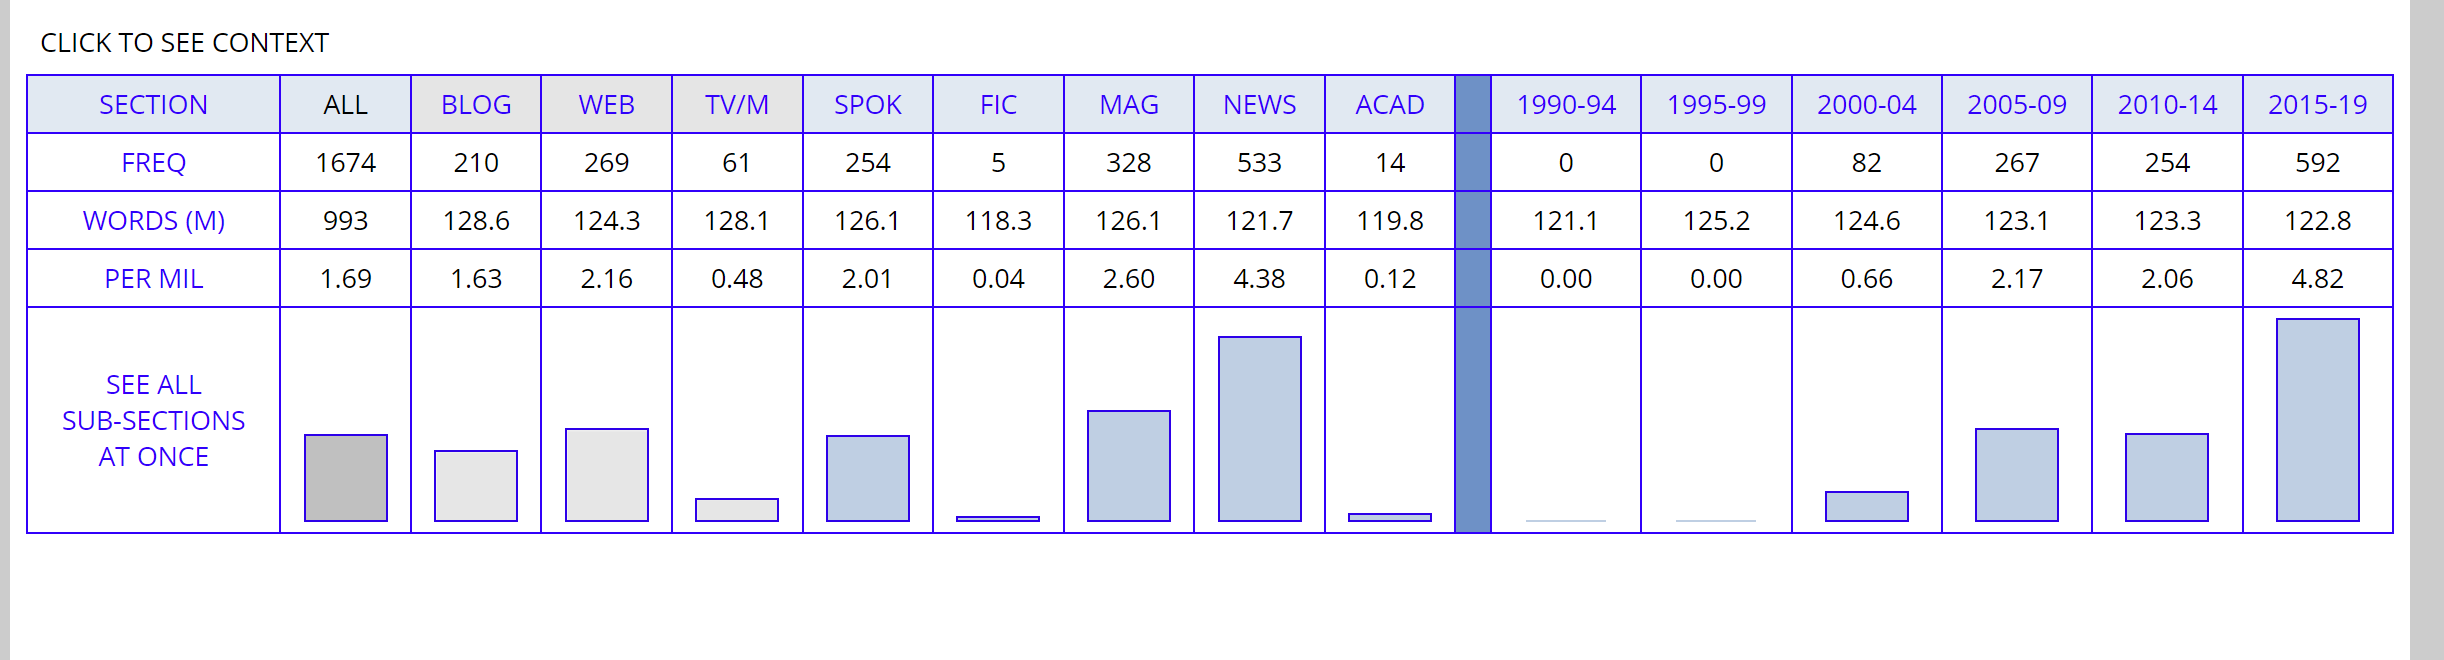 CLICK TO SEE CONTEXT
SECTION ALL BLOG WEB TV/M SPOK FIC MAG NEWS ACAD 1990-94 1995-99 2000-04 2005-09 2010-14 2015-19
FREQ 1674 210 269 61 254 5 328 533 14 0 0 82 267 254 592
WORDS (M) 993 128.6 124.3 128.1 126.1 118.3 126.1 121.7 119.8 121.1 125.2 124.6 123.1 123.3 122.8
PER MIL 1.69 1.63 2.16 0.48 2.01 0.04 2.60 4.38 0.12 0.00 0.00 0.66 2.17 2.06 4.82
SEE ALL
SUB-SECTIONS
AT ONCE